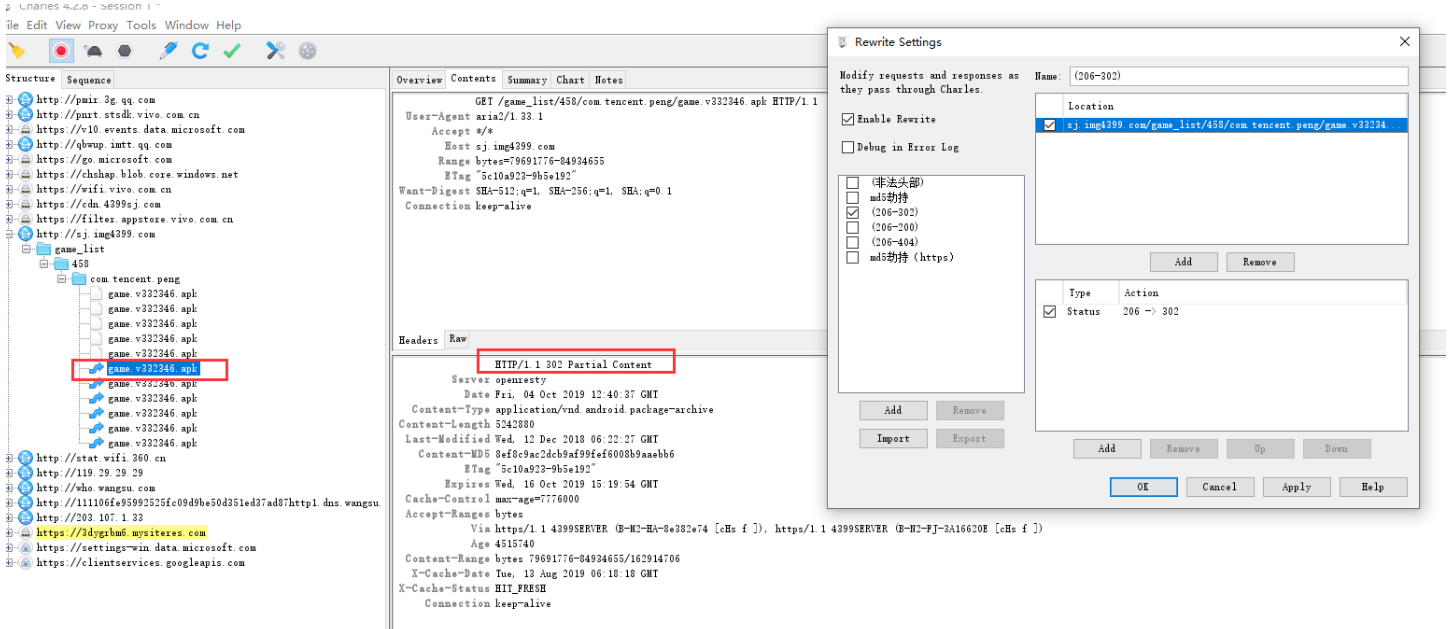 Charles 4.2.8 - Session 1 *
File Edit View Proxy Tools Window Help
Structure Sequence
http://pmir.3g.qq.com
http://pnrt.stsdk.vivo.com.cn
https://v10.events.data.microsoft.com
http://qbwup.imtt.qq.com
https://go.microsoft.com
https://chshap.blob.core.windows.net
https://wifi.vivo.com.cn
https://cdn.4399sj.com
https://filter.appstore.vivo.com.cn
http://sj.img4399.com
game_list
458
com.tencent.peng
game.v332346.apk
game.v332346.apk
game.v332346.apk
game.v332346.apk
game.v332346.apk
game.v332346.apk
game.v332346.apk
game.v332346.apk
game.v332346.apk
game.v332346.apk
game.v332346.apk
http://stat.wifi.360.cn
http://119.29.29.29
http://who.wangsu.com
http://111106fe95992525fc09d9be50d351ed37ad87http1.dns.wangsu.
http://203.107.1.33
https://3dygrbm6.mysiteres.com
https://settings-win.data.microsoft.com
https://clientservices.googleapis.com
Overview Contents Summary Chart Notes
GET /game_list/458/com.tencent.peng/game.v332346.apk HTTP/1.1
User-Agent aria2/1.33.1
Accept */*
Host sj.img4399.com
Range bytes=79691776-84934655
ETag "5c10a923-9b5e192"
Want-Digest SHA-512;q=1, SHA-256;q=1, SHA;q=0.1
Connection keep-alive
Headers Raw
HTTP/1.1 302 Partial Content
Server openresty
Date Fri, 04 Oct 2019 12:40:37 GMT
Content-Type application/vnd.android.package-archive
Content-Length 5242880
Last-Modified Wed, 12 Dec 2018 06:22:27 GMT
Content-MD5 8ef8c9ac2dcb9af99fef6008b9aaebb6
ETag "5c10a923-9b5e192"
Expires Wed, 16 Oct 2019 15:19:54 GMT
Cache-Control max-age=7776000
Accept-Ranges bytes
Via https/1.1 4399SERVER (B-M2-HA-8e382e74 [cHs f ]), https/1.1 4399SERVER (B-N2-FJ-3A16620E [cHs f ])
Age 4515740
Content-Range bytes 79691776-84934655/162914706
X-Cache-Date Tue, 13 Aug 2019 06:18:18 GMT
X-Cache-Status HIT_FRESH
Connection keep-alive
Rewrite Settings
Modify requests and responses as
they pass through Charles.
Enable Rewrite
Debug in Error Log
(非法头部)
md5劫持
(206-302)
(206-200)
(206-404)
md5劫持 (https)
Add Remove
Import Export
Name: (206-302)
Location
sj.img4399.com/game_list/458/com.tencent.peng/game.v33234...
Add Remove
Type Action
Status 206 -> 302
Add Remove Up Down
OK Cancel Apply Help